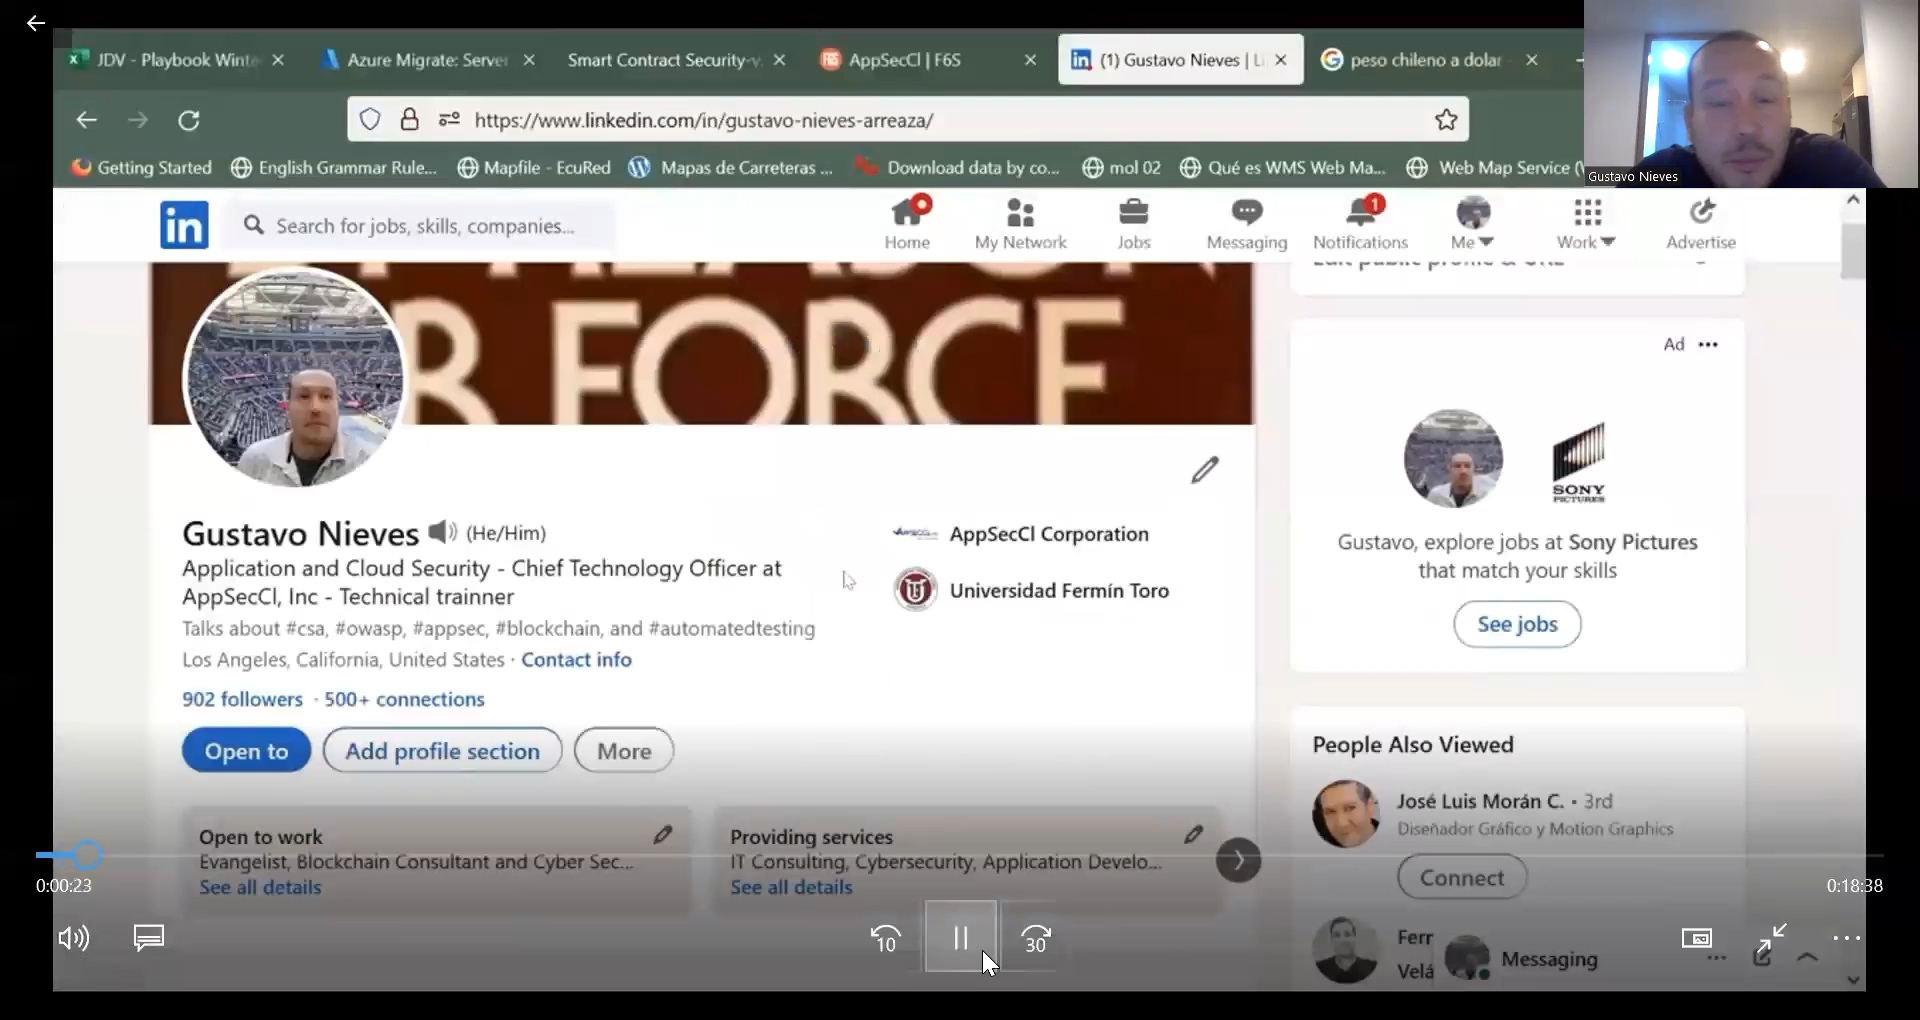 JDV - Playbook Winte
Azure Migrate: Server
Smart Contract Security-v.
AppSecCl | F6S
(1) Gustavo Nieves | Li
peso chileno a dolar
https://www.linkedin.com/in/gustavo-nieves-arreaza/
Getting Started
English Grammar Rule...
Mapfile - EcuRed
Mapas de Carreteras ...
Download data by co...
mol 02
Qué es WMS Web Ma...
Web Map Service (
Gustavo Nieves
in
Search for jobs, skills, companies...
Home
My Network
Jobs
Messaging
1
Notifications
Me
Work
Advertise
R FORCE
Ad
SONY
PICTURES
Gustavo, explore jobs at Sony Pictures
that match your skills
See jobs
Gustavo Nieves (He/Him)
Application and Cloud Security - Chief Technology Officer at
AppSecCl, Inc - Technical trainner
Talks about #csa, #owasp, #appsec, #blockchain, and #automatedtesting
Los Angeles, California, United States · Contact info
902 followers · 500+ connections
AppSecCl Corporation
Universidad Fermín Toro
Open to
Add profile section
More
Open to work
Evangelist, Blockchain Consultant and Cyber Sec...
See all details
Providing services
IT Consulting, Cybersecurity, Application Develo...
See all details
People Also Viewed
José Luis Morán C. • 3rd
Diseñador Gráfico y Motion Graphics
Connect
Ferr
Velá
Messaging
0:00:23
0:18:38
10
30